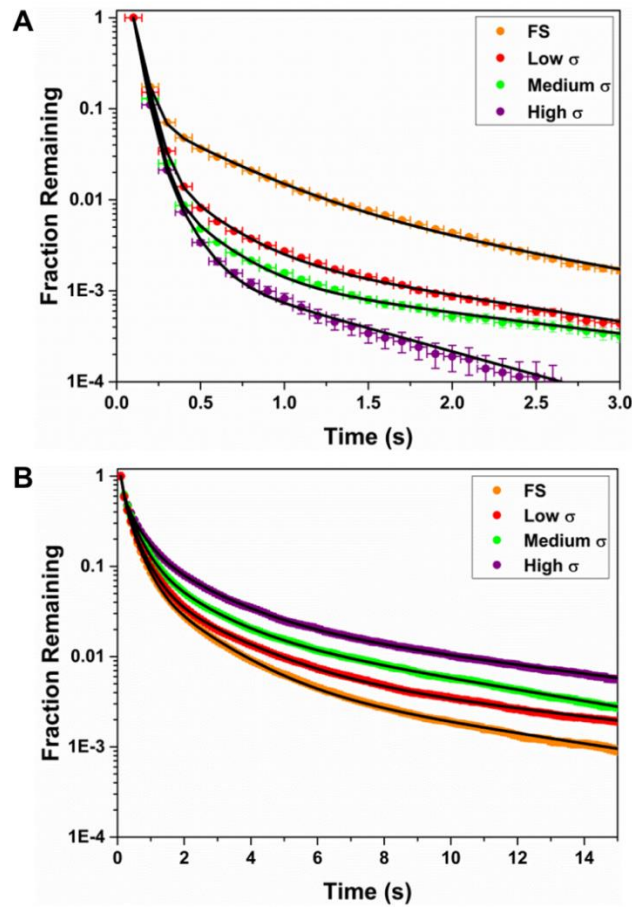 A
1
0.1
0.01
1E-3
1E-4
Fraction Remaining
FS
Low σ
Medium σ
High σ
0.0 0.5 1.0 1.5 2.0 2.5 3.0
Time (s)
B
1
0.1
0.01
1E-3
1E-4
Fraction Remaining
FS
Low σ
Medium σ
High σ
0 2 4 6 8 10 12 14
Time (s)